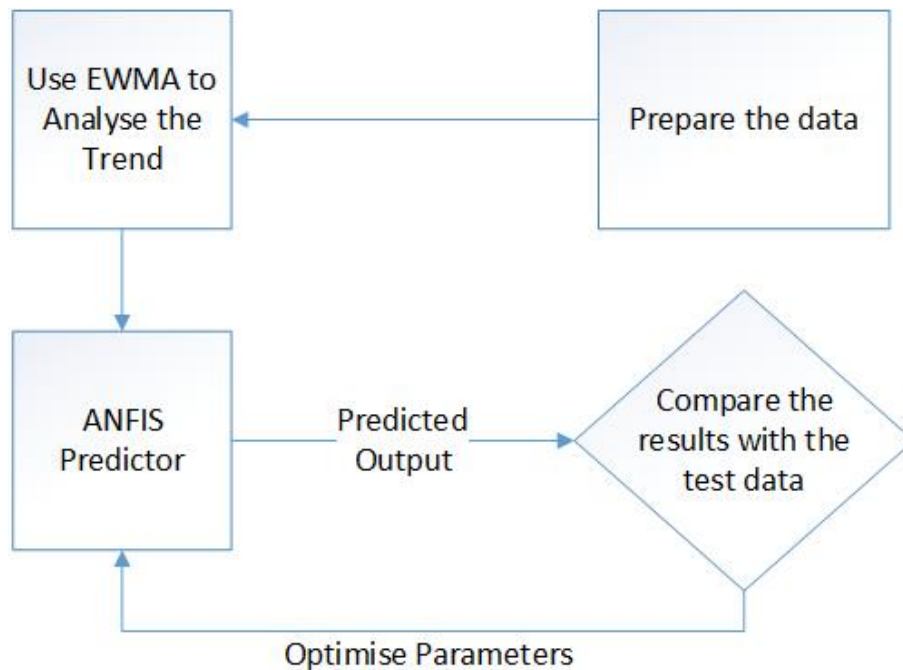 Use EWMA to
Analyse the
Trend
Prepare the data
ANFIS
Predictor
Predicted
Output
Compare the
results with the
test data
Optimise Parameters